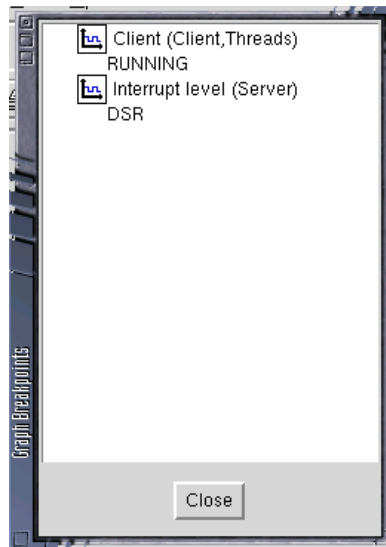 Client (Client,Threads)
RUNNING
Interrupt level (Server)
DSR
Graph Breakpoints
Close